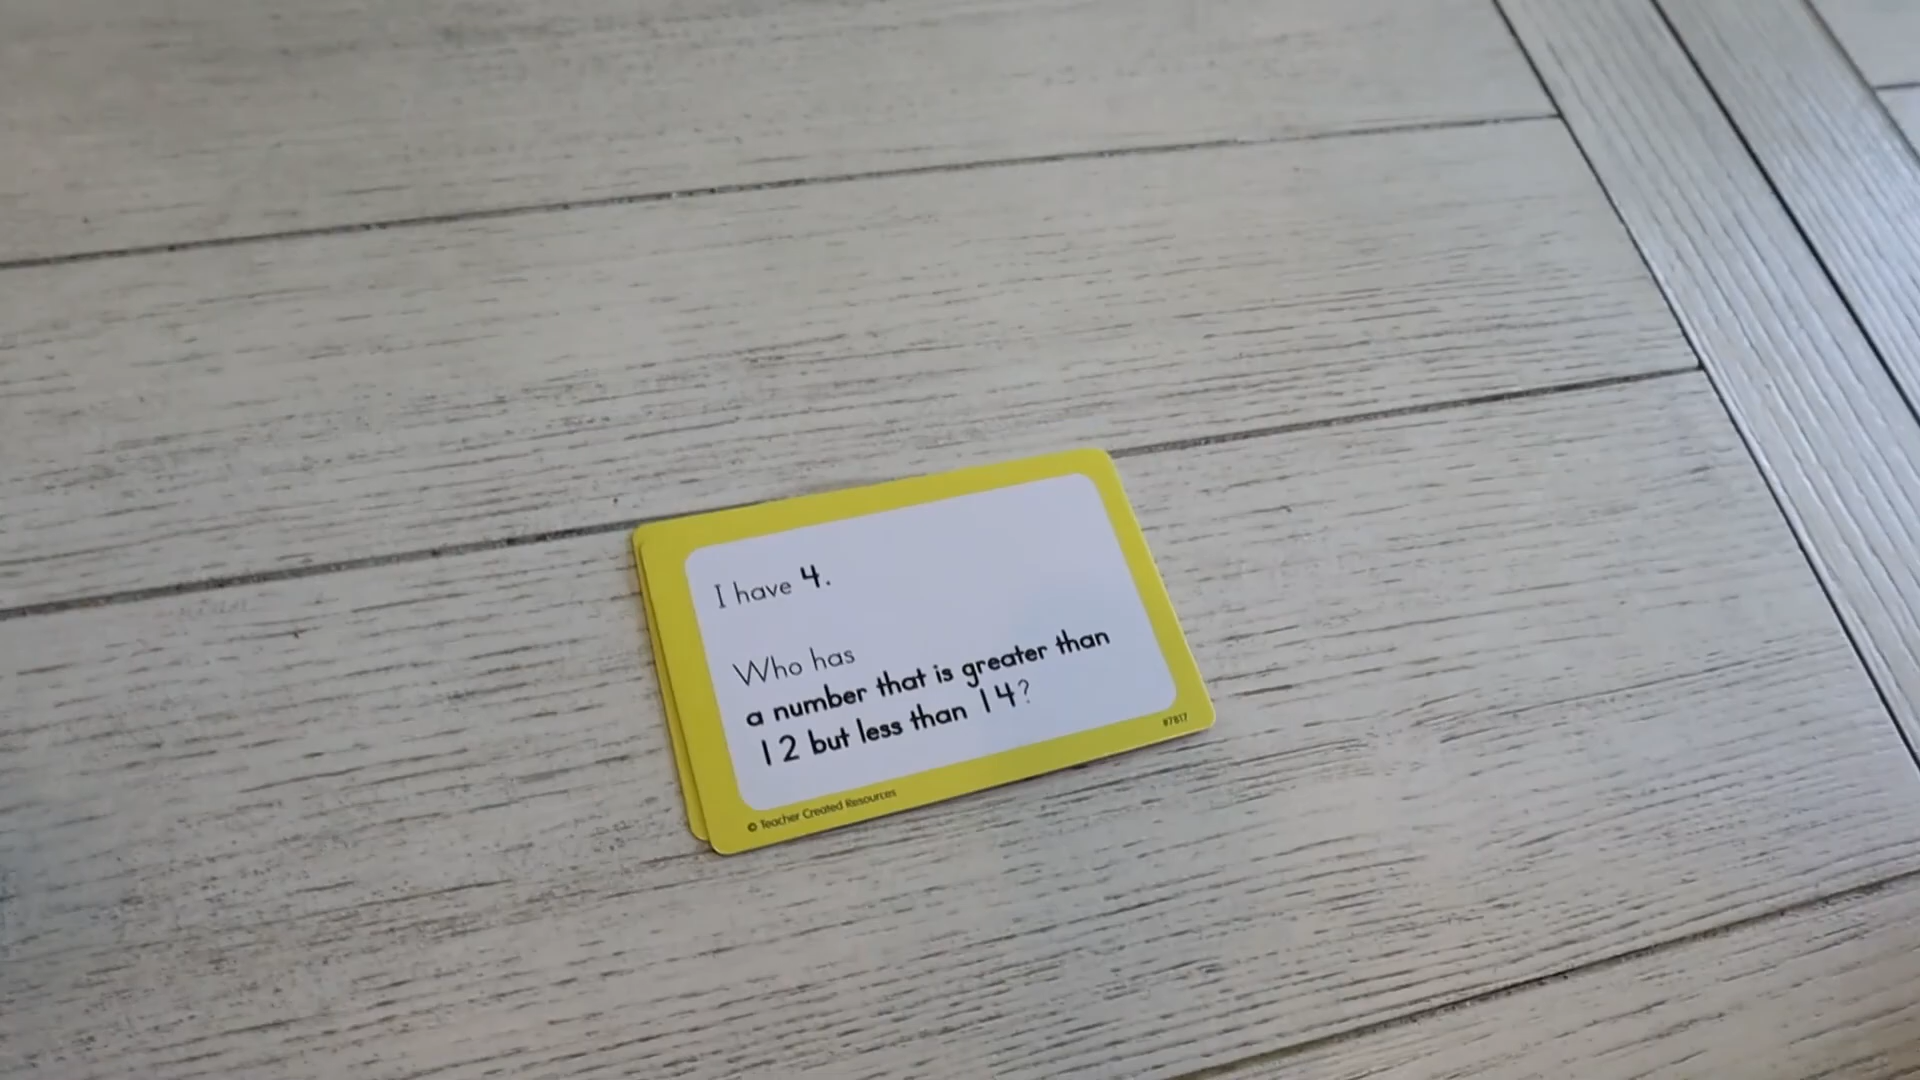 I have 4.
Who has
a number that is greater than
12 but less than 14?
#7817
© Teacher Created Resources